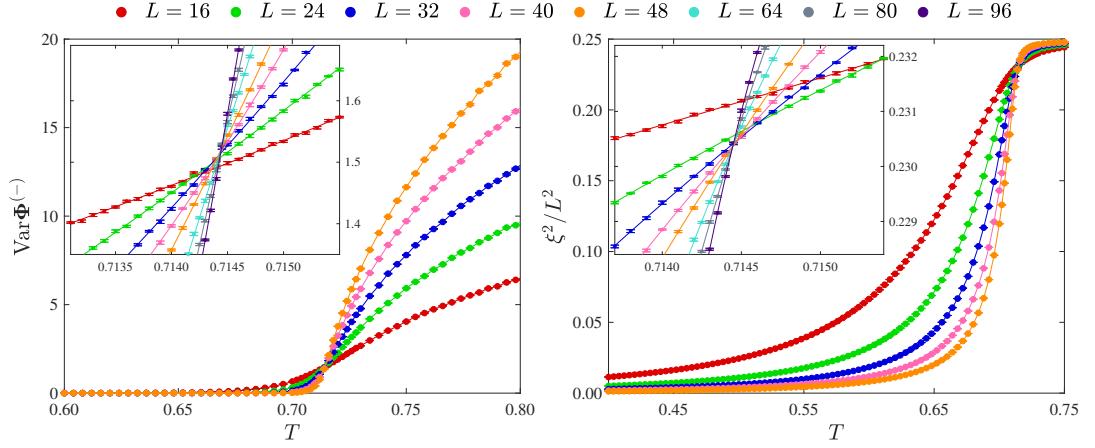 L = 16 L = 24 L = 32 L = 40 L = 48 L = 64 L = 80 L = 96
20
15
10
5
0
VarΦ⁽⁻⁾
0.60 0.65 0.70 0.75 0.80
T
1.6
1.5
1.4
0.7135 0.7140 0.7145 0.7150
0.25
0.20
0.15
0.10
0.05
0.00
ξ²/L²
0.45 0.55 0.65 0.75
T
0.232
0.231
0.230
0.229
0.7140 0.7145 0.7150